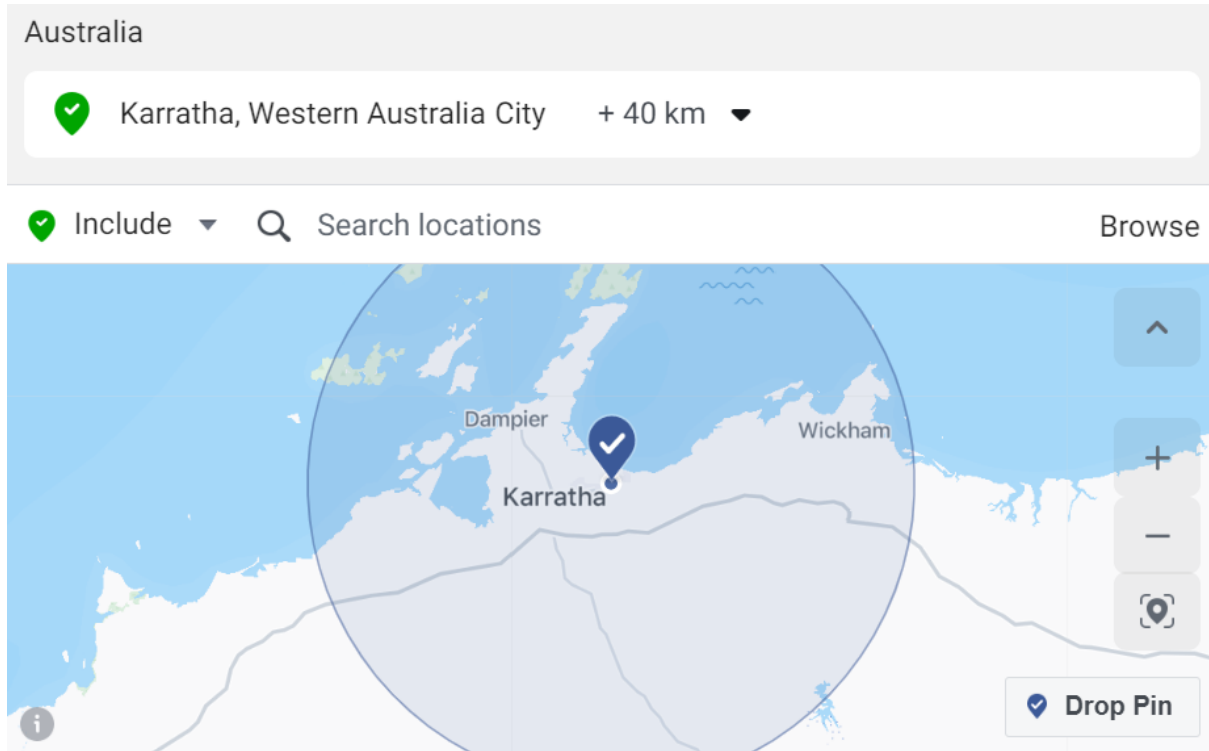 Australia
Karratha, Western Australia City + 40 km
Include Search locations Browse
Dampier
Wickham
Karratha
Drop Pin